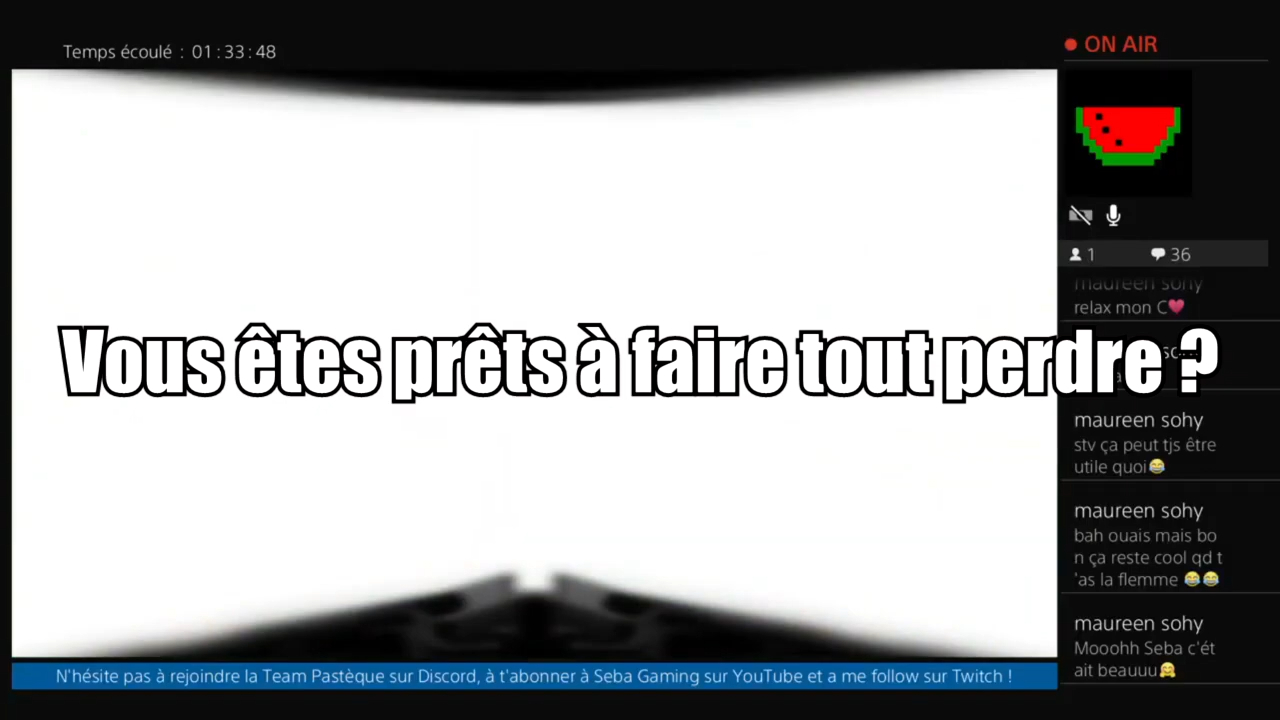 Temps écoulé : 01:33:48
ON AIR
1 36
maureen sohy
relax mon C❤️
Vous êtes prêts à faire tout perdre ?
maureen sohy
stv ça peut tjs être
utile quoi😂
maureen sohy
bah ouais mais bo
n ça reste cool qd t
'as la flemme 😂😂
maureen sohy
Mooohh Seba c'ét
ait beauuu🤗
N'hésite pas à rejoindre la Team Pastèque sur Discord, à t'abonner à Seba Gaming sur YouTube et a me follow sur Twitch !